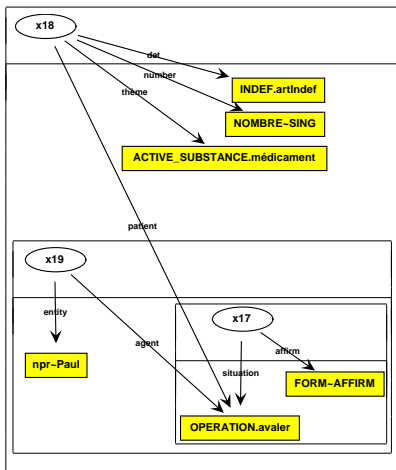 x18
det
number
INDEF.artIndef
theme
NOMBRE~SING
ACTIVE_SUBSTANCE.médicament
patient
x19
entity
x17
agent
affirm
npr~Paul
situation
FORM~AFFIRM
OPERATION.avaler